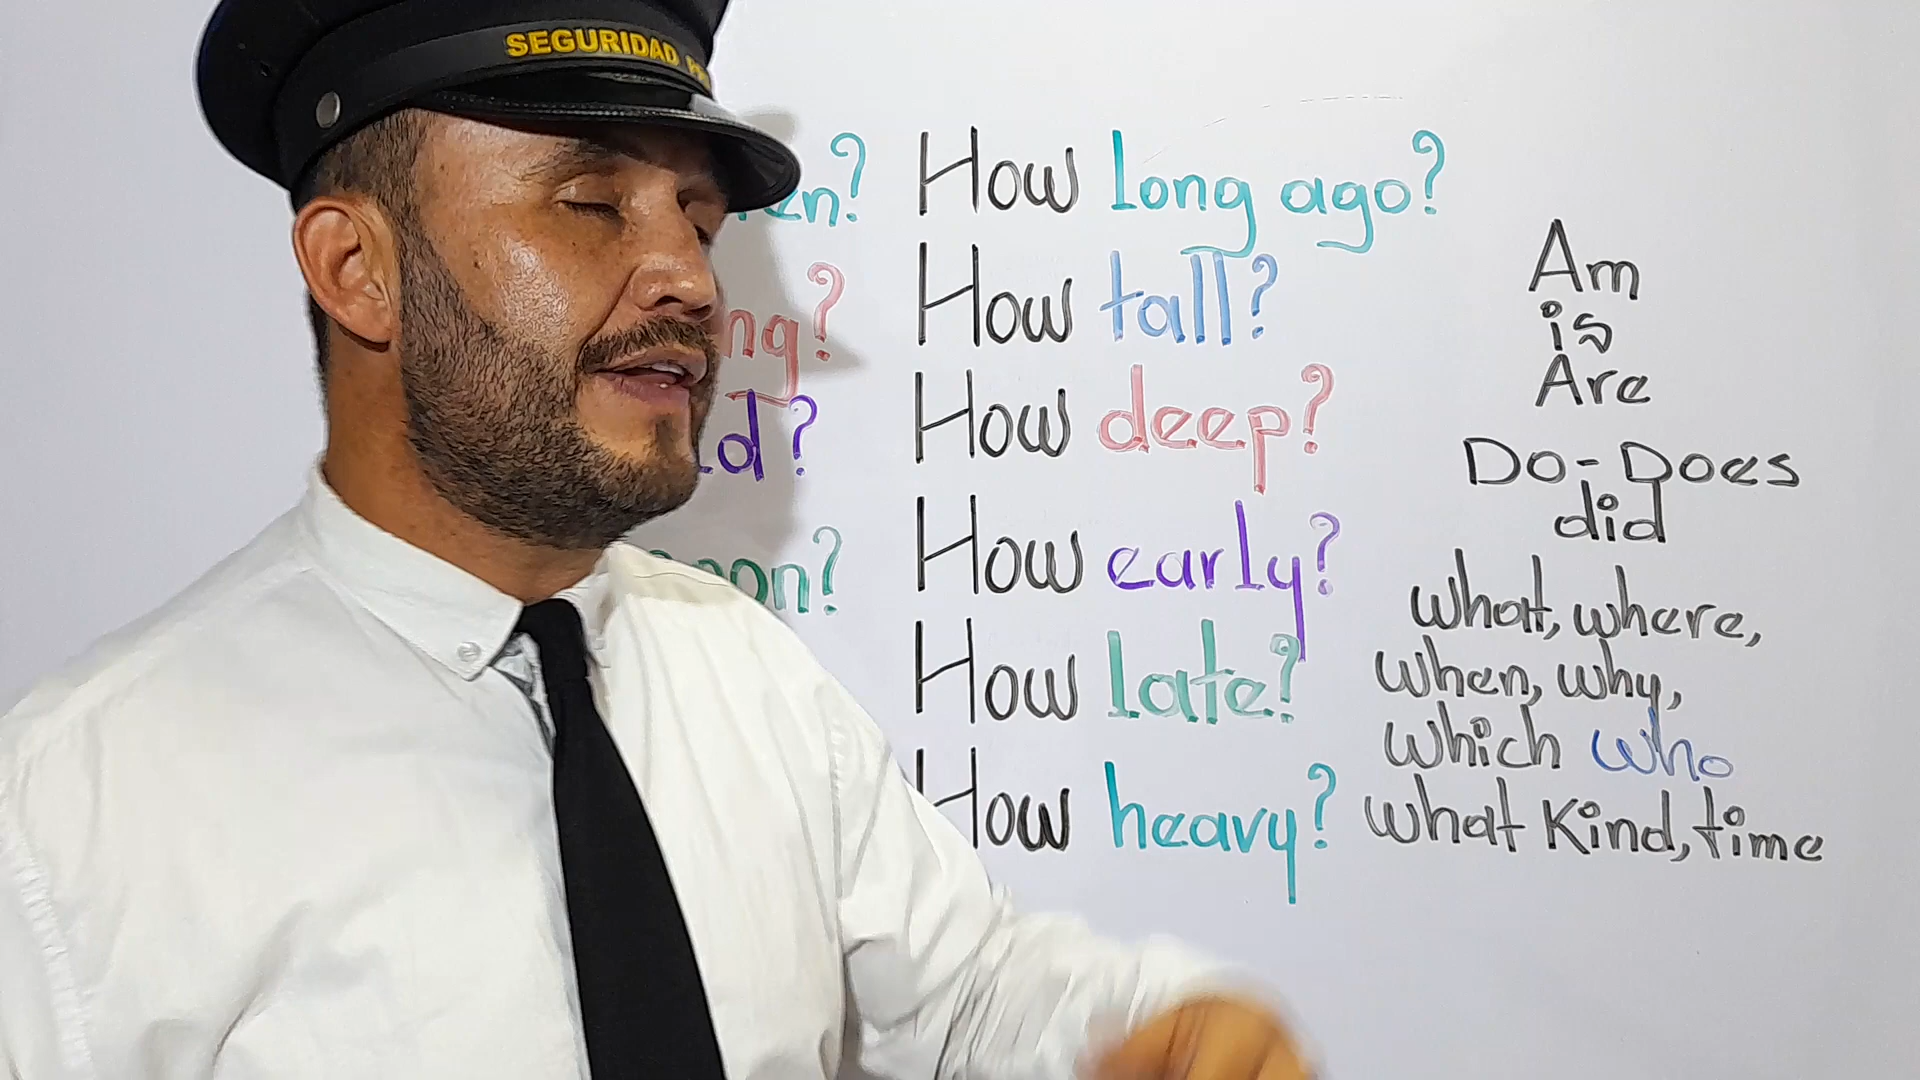 SEGURIDAD
How long ago?
How tall?
How deep?
How early?
How late?
How heavy?
Am
is
Are
Do-Does
did
what, where,
when, why,
which who
what kind, time